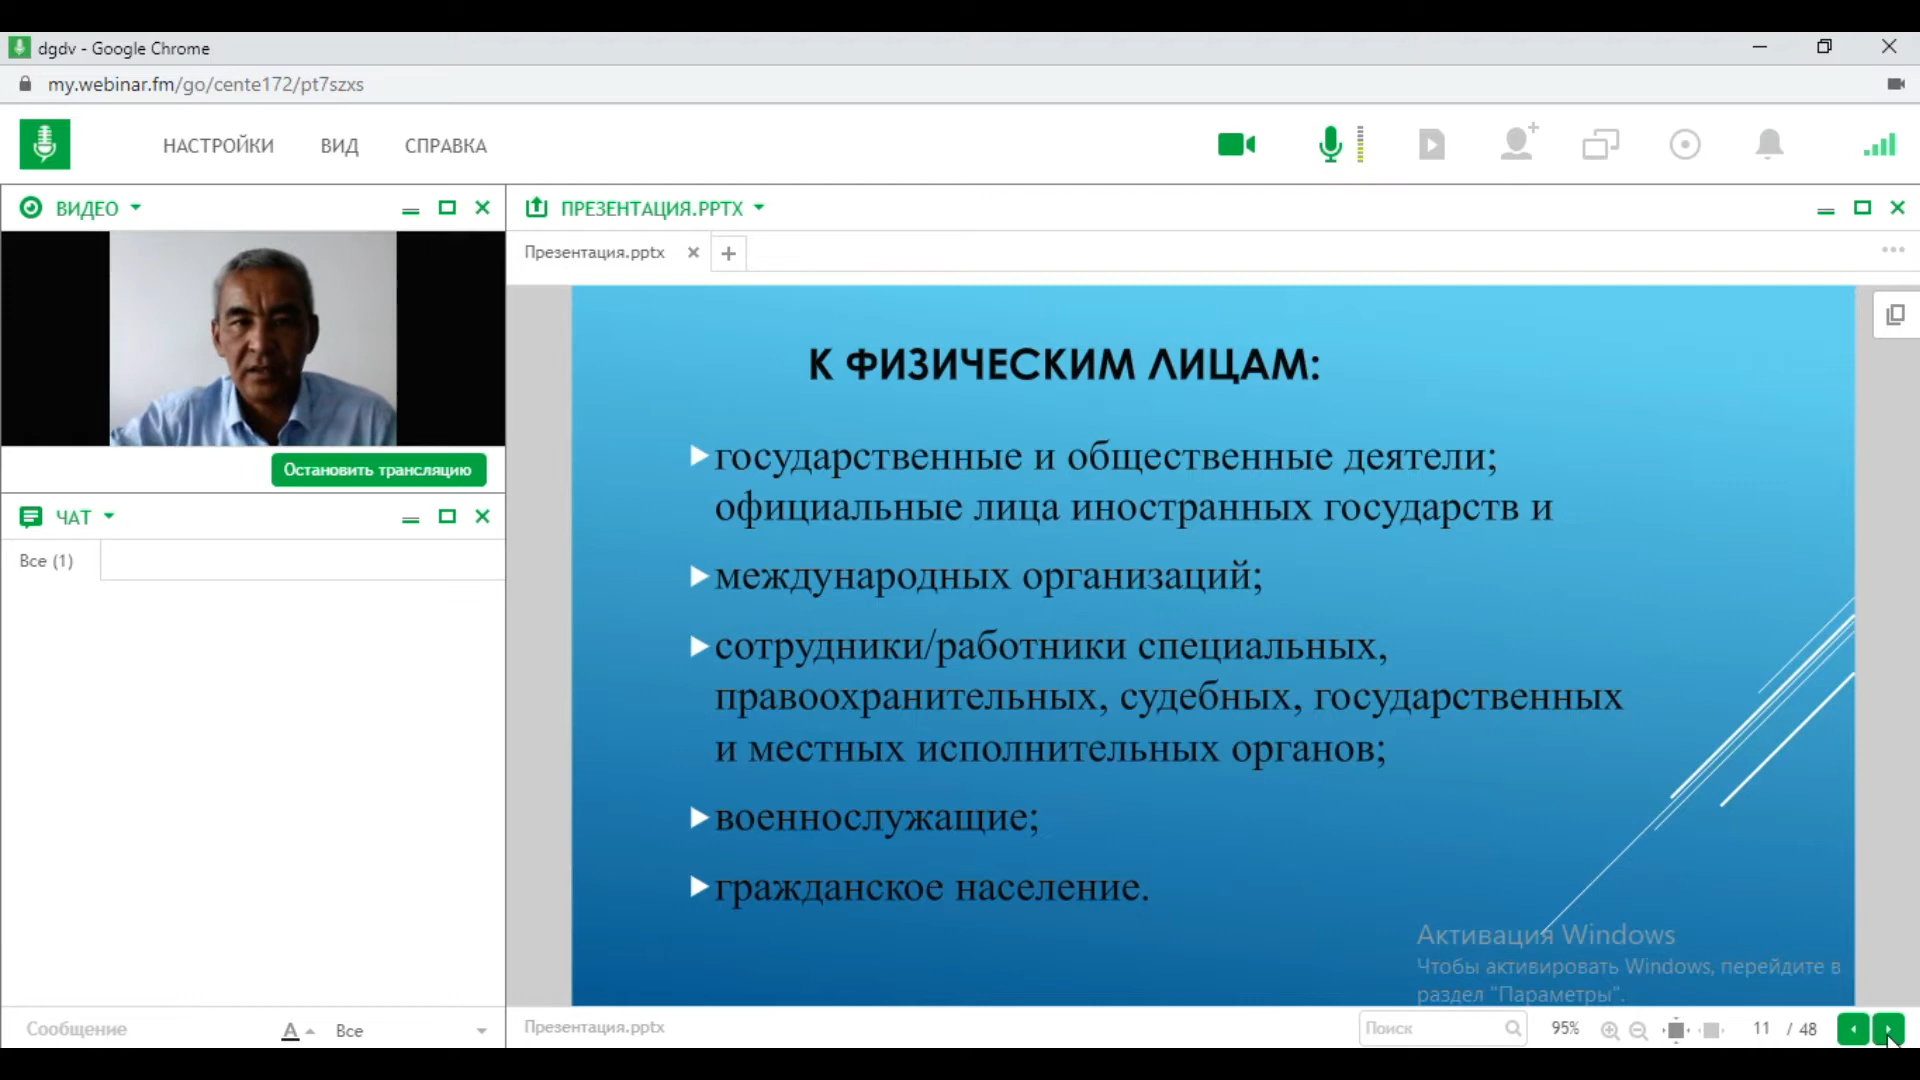 dgdv - Google Chrome
my.webinar.fm/go/cente172/pt7szxs
НАСТРОЙКИ ВИД СПРАВКА
ВИДЕО
Остановить трансляцию
ЧАТ
Все (1)
Сообщение
А Все
ПРЕЗЕНТАЦИЯ.PPTX
Презентация.pptx
К ФИЗИЧЕСКИМ ЛИЦАМ:
государственные и общественные деятели;
официальные лица иностранных государств и
международных организаций;
сотрудники/работники специальных,
правоохранительных, судебных, государственных
и местных исполнительных органов;
военнослужащие;
гражданское население.
Активация Windows
Чтобы активировать Windows, перейдите в
раздел "Параметры".
Презентация.pptx
Поиск 95% 11 / 48